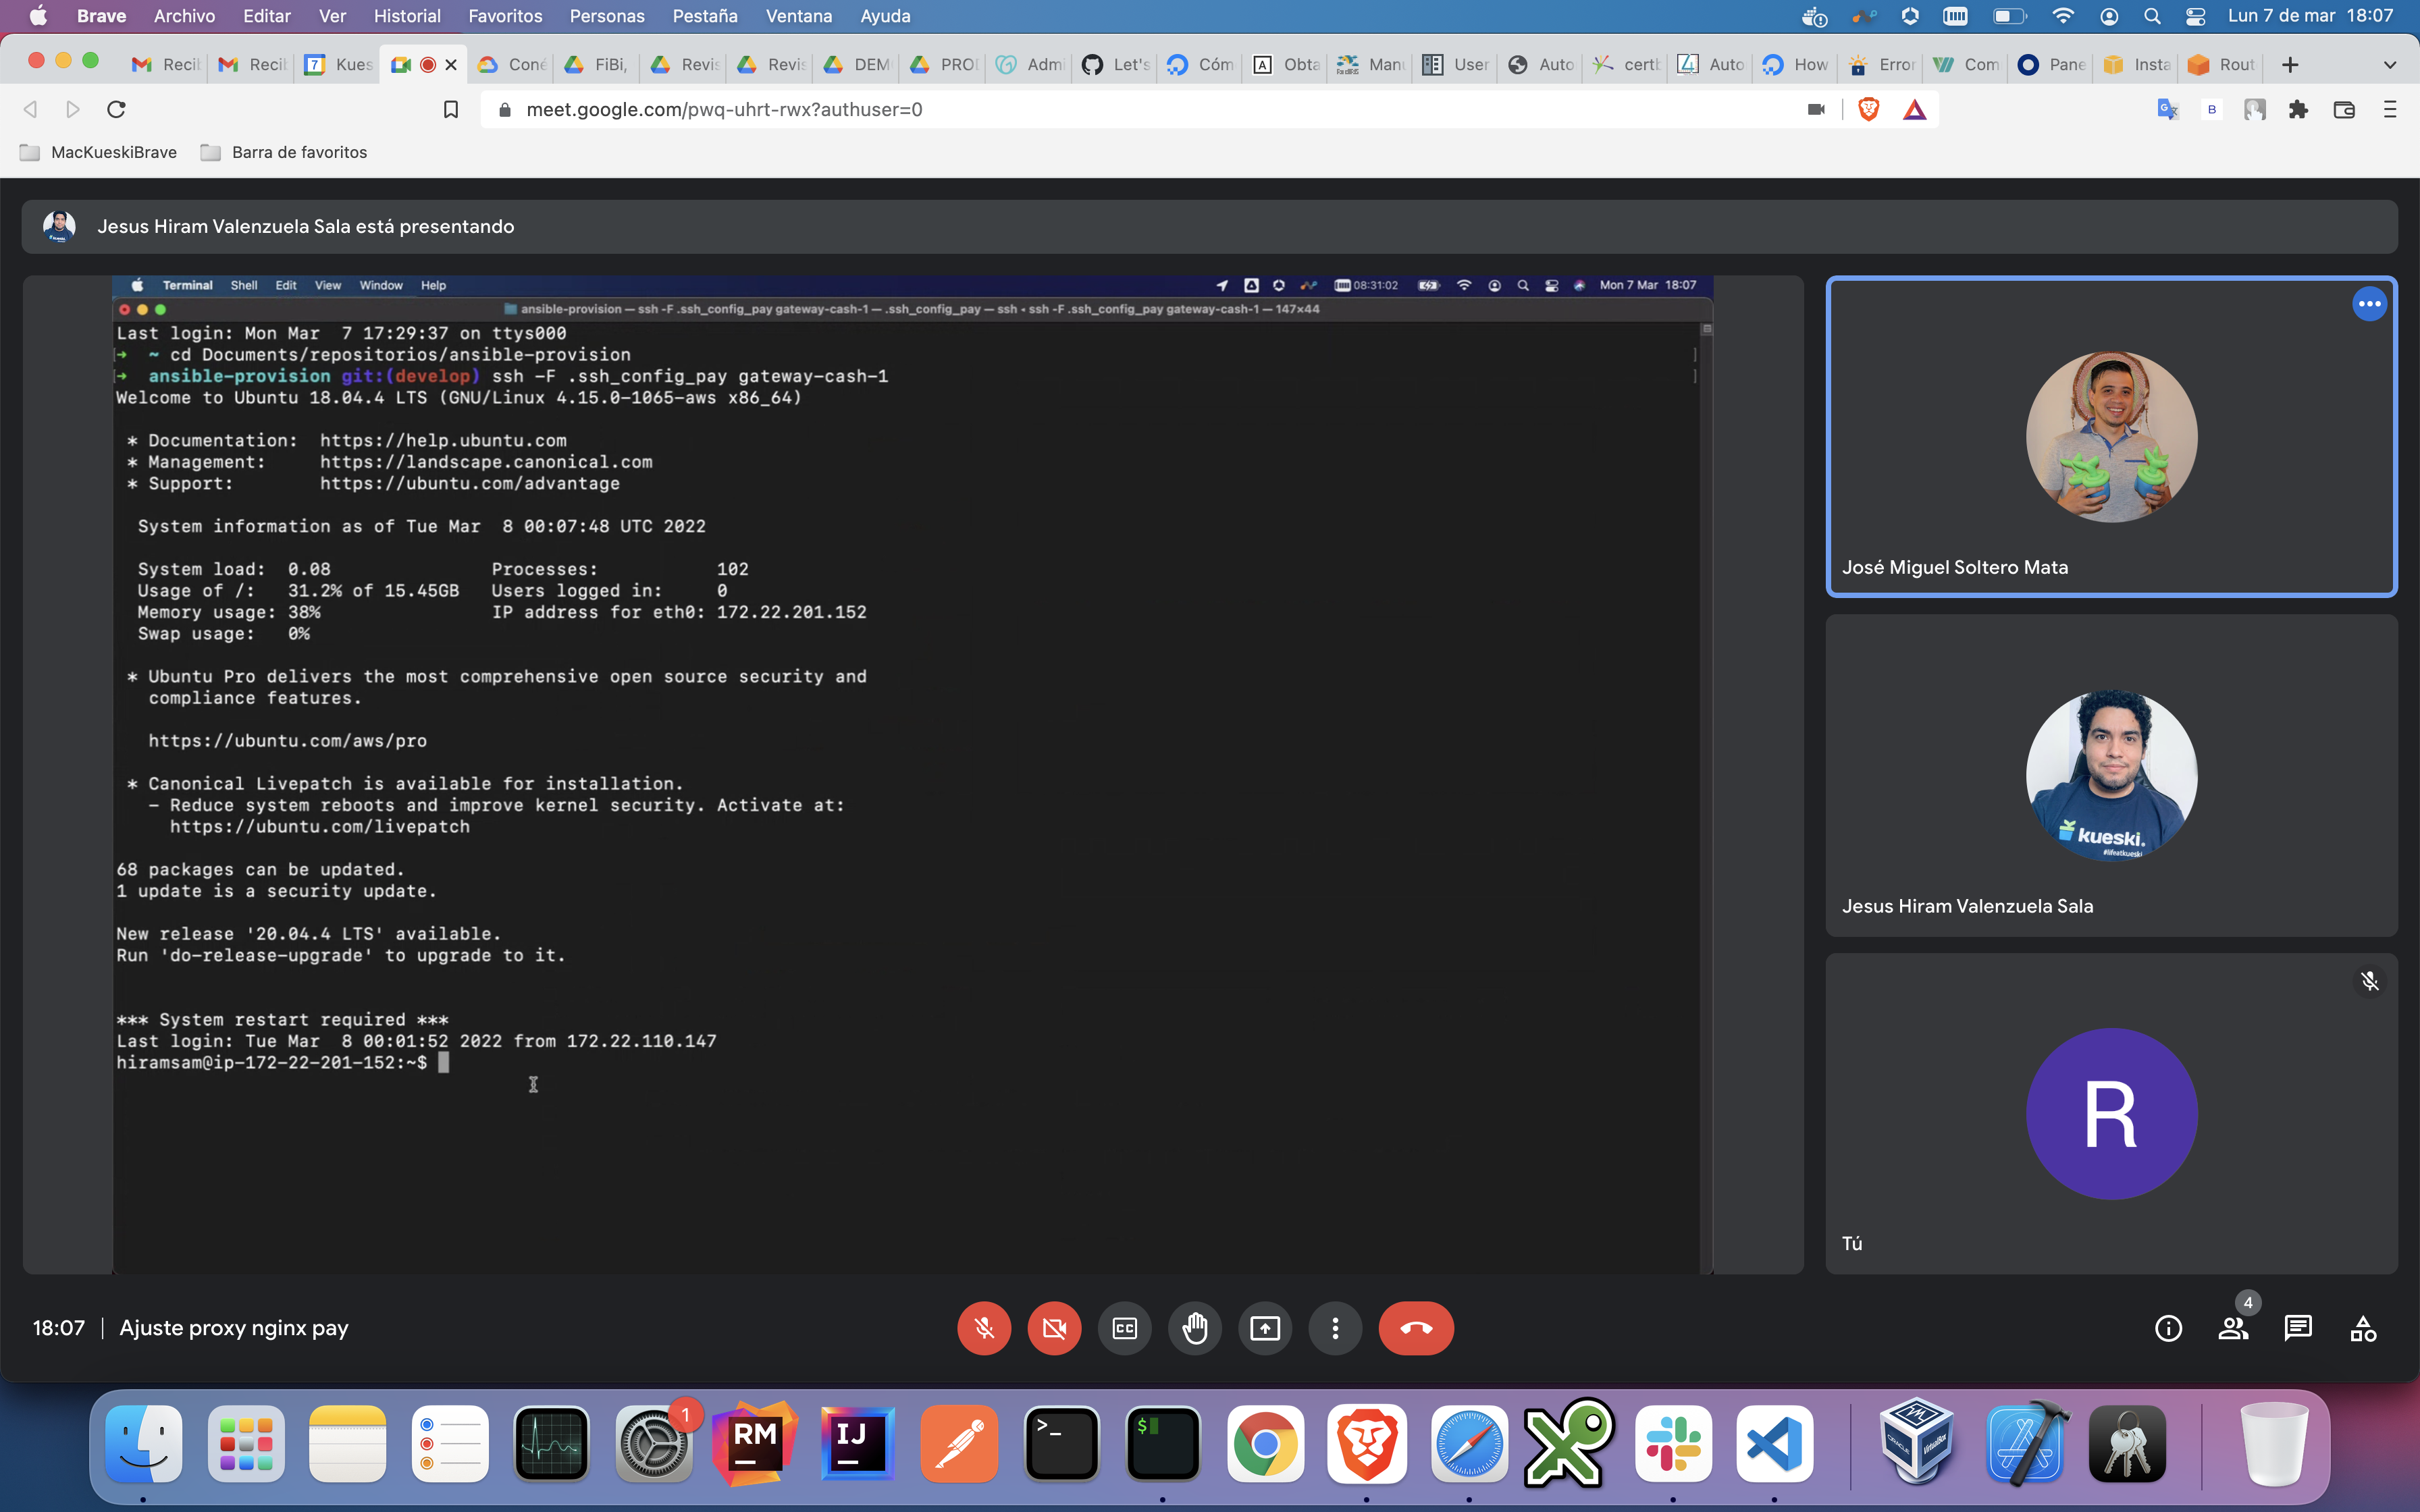 Brave Archivo Editar Ver Historial Favoritos Personas Pestaña Ventana Ayuda Lun 7 de mar 18:07
Recib Recib Kues Coné FiBi, Revis Revis DEM PROD Admi Let's Cóm Obta Manu User Auto certb Auto How Error Com Pane Insta Rout
meet.google.com/pwq-uhrt-rwx?authuser=0
MacKueskiBrave Barra de favoritos
Jesus Hiram Valenzuela Sala está presentando
Terminal Shell Edit View Window Help 08:31:02 Mon 7 Mar 18:07
ansible-provision — ssh -F .ssh_config_pay gateway-cash-1 — .ssh_config_pay — ssh ◂ ssh -F .ssh_config_pay gateway-cash-1 — 147×44
Last login: Mon Mar 7 17:29:37 on ttys000
➜ ~ cd Documents/repositorios/ansible-provision
➜ ansible-provision git:(develop) ssh -F .ssh_config_pay gateway-cash-1
Welcome to Ubuntu 18.04.4 LTS (GNU/Linux 4.15.0-1065-aws x86_64)
* Documentation: https://help.ubuntu.com
* Management: https://landscape.canonical.com
* Support: https://ubuntu.com/advantage
System information as of Tue Mar 8 00:07:48 UTC 2022
System load: 0.08 Processes: 102
Usage of /: 31.2% of 15.45GB Users logged in: 0
Memory usage: 38% IP address for eth0: 172.22.201.152
Swap usage: 0%
* Ubuntu Pro delivers the most comprehensive open source security and
compliance features.
https://ubuntu.com/aws/pro
* Canonical Livepatch is available for installation.
- Reduce system reboots and improve kernel security. Activate at:
https://ubuntu.com/livepatch
68 packages can be updated.
1 update is a security update.
New release '20.04.4 LTS' available.
Run 'do-release-upgrade' to upgrade to it.
*** System restart required ***
Last login: Tue Mar 8 00:01:52 2022 from 172.22.110.147
hiramsam@ip-172-22-201-152:~$
José Miguel Soltero Mata
kueski.
#lifeatkueski
Jesus Hiram Valenzuela Sala
R
Tú
18:07 | Ajuste proxy nginx pay
4
1
RM
IJ
>_
$